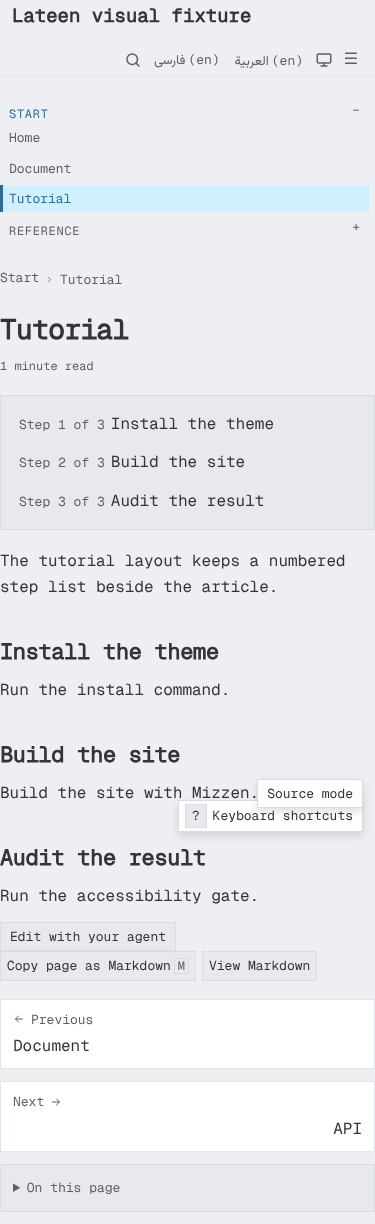 Lateen visual fixture
فارسی (en) العربية (en) ☰
START −
Home
Document
Tutorial
REFERENCE +
Start › Tutorial
Tutorial
1 minute read
Step 1 of 3 Install the theme
Step 2 of 3 Build the site
Step 3 of 3 Audit the result
The tutorial layout keeps a numbered
step list beside the article.
Install the theme
Run the install command.
Build the site
Build the site with Mizzen.
Source mode
? Keyboard shortcuts
Audit the result
Run the accessibility gate.
Edit with your agent
Copy page as Markdown M View Markdown
← Previous
Document
Next →
API
▶ On this page